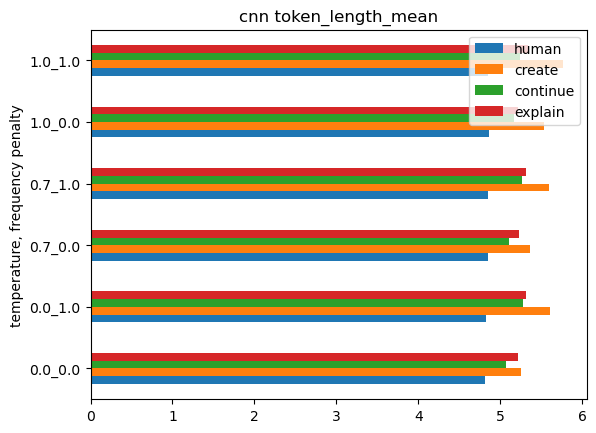 cnn token_length_mean
human
create
continue
explain
temperature, frequency penalty
1.0_1.0
1.0_0.0
0.7_1.0
0.7_0.0
0.0_1.0
0.0_0.0
0 1 2 3 4 5 6